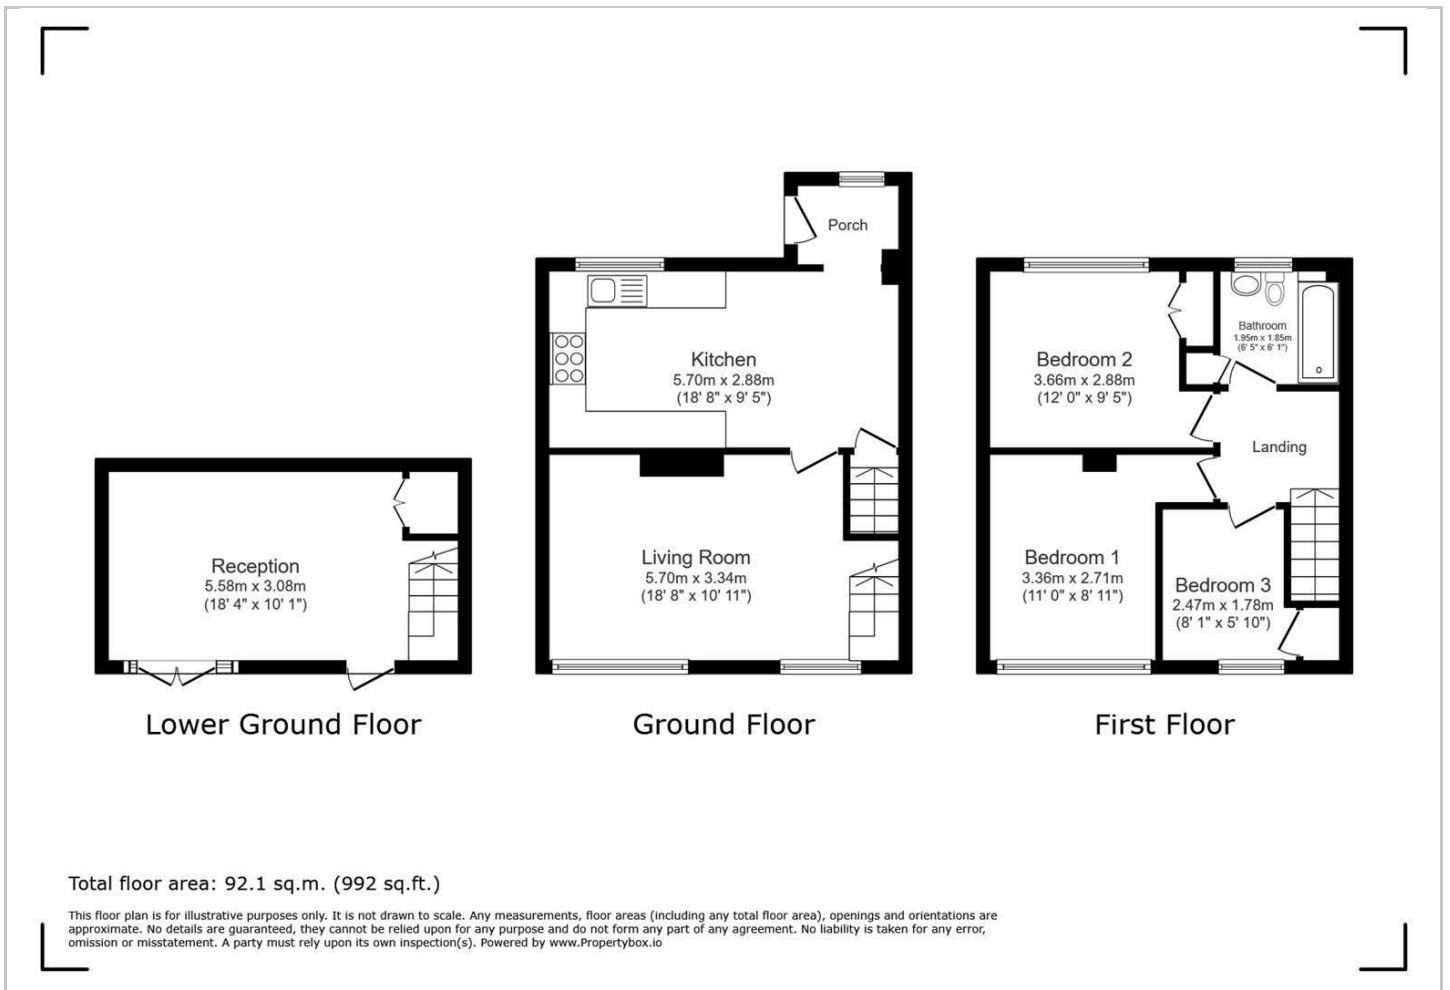 Porch
Kitchen
5.70m x 2.88m
(18' 8" x 9' 5")
Bedroom 2
3.66m x 2.88m
(12' 0" x 9' 5")
Bathroom
1.95m x 1.85m
(6' 5" x 6' 1")
Landing
Reception
5.58m x 3.08m
(18' 4" x 10' 1")
Living Room
5.70m x 3.34m
(18' 8" x 10' 11")
Bedroom 1
3.36m x 2.71m
(11' 0" x 8' 11")
Bedroom 3
2.47m x 1.78m
(8' 1" x 5' 10")
Lower Ground Floor
Ground Floor
First Floor
Total floor area: 92.1 sq.m. (992 sq.ft.)
This floor plan is for illustrative purposes only. It is not drawn to scale. Any measurements, floor areas (including any total floor area), openings and orientations are
approximate. No details are guaranteed, they cannot be relied upon for any purpose and do not form any part of any agreement. No liability is taken for any error,
omission or misstatement. A party must rely upon its own inspection(s). Powered by www.Propertybox.io